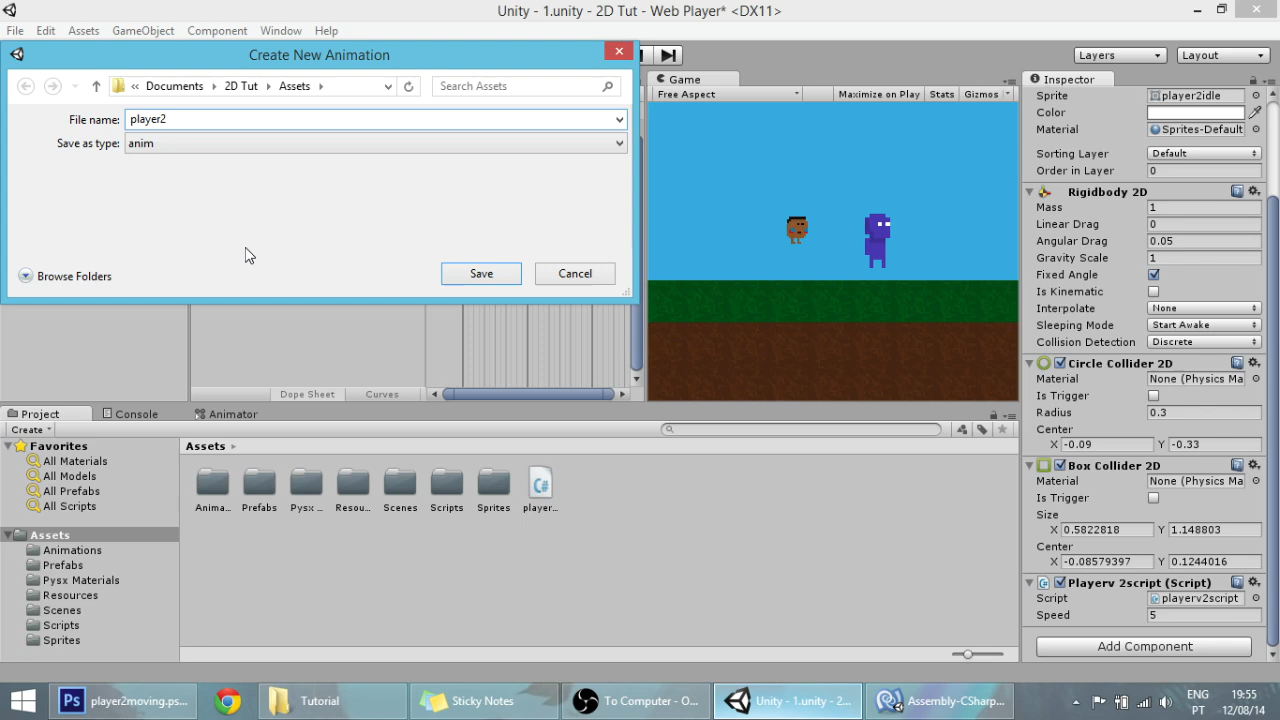 Unity - 1.unity - 2D Tut - Web Player* <DX11>
File Edit Assets GameObject Component Window Help
Create New Animation
Layers Layout
« Documents 2D Tut Assets Search Assets
File name: player2
Save as type: anim
Browse Folders Save Cancel
Dope Sheet Curves
Game
Free Aspect Maximize on Play Stats Gizmos
Inspector
Sprite player2idle
Color
Material Sprites-Default
Sorting Layer Default
Order in Layer 0
Rigidbody 2D
Mass 1
Linear Drag 0
Angular Drag 0.05
Gravity Scale 1
Fixed Angle
Is Kinematic
Interpolate None
Sleeping Mode Start Awake
Collision Detection Discrete
Circle Collider 2D
Material None (Physics Ma
Is Trigger
Radius 0.3
Center
X -0.09 Y -0.33
Box Collider 2D
Material None (Physics Ma
Is Trigger
Size
X 0.5822818 Y 1.148803
Center
X -0.08579397 Y 0.1244016
Playerv 2script (Script)
Script playerv2script
Speed 5
Add Component
Project Console Animator
Create
Favorites
All Materials
All Models
All Prefabs
All Scripts
Assets
Animations
Prefabs
Pysx Materials
Resources
Scenes
Scripts
Sprites
Assets
Anima... Prefabs Pysx ... Resou... Scenes Scripts Sprites player...
C#
Ps player2moving.ps... Tutorial Sticky Notes To Computer - O... Unity - 1.unity - 2... Assembly-CSharp...
ENG 19:55
PT 12/08/14